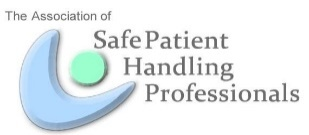 The Association of
Safe Patient
Handling
Professionals